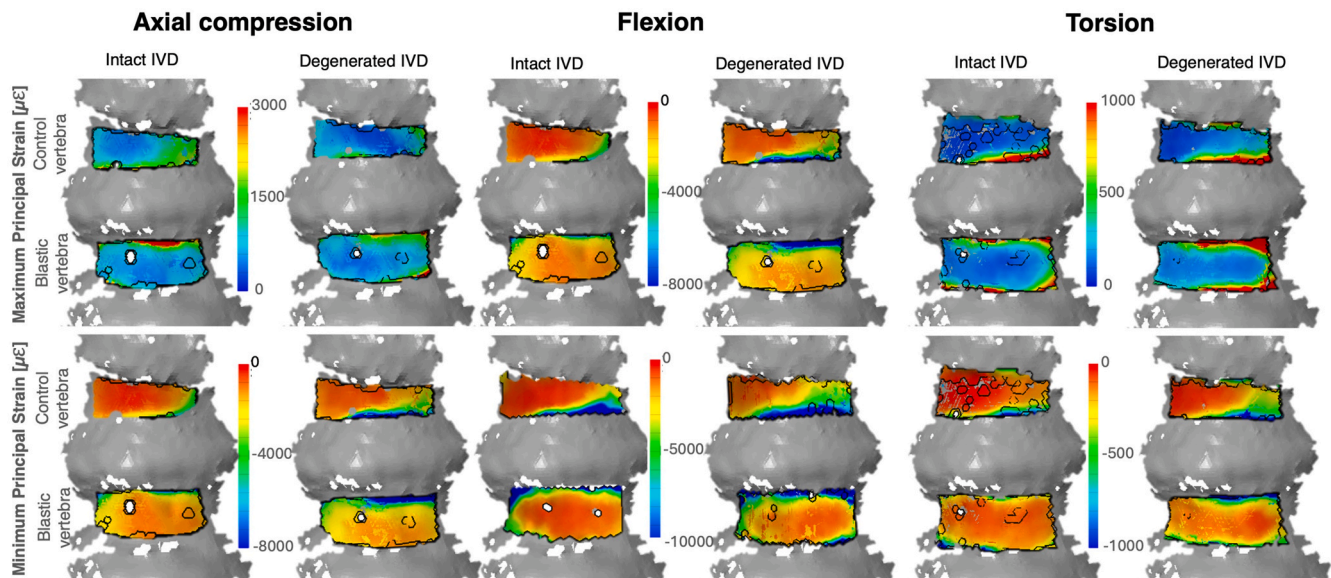 Axial compression
Flexion
Torsion
Intact IVD
Degenerated IVD
Intact IVD
Degenerated IVD
Intact IVD
Degenerated IVD
Maximum Principal Strain [με]
Control
vertebra
Blastic
vertebra
3000
1500
0
0
-4000
-8000
1000
500
0
Minimum Principal Strain [με]
Control
vertebra
Blastic
vertebra
0
-4000
-8000
0
-5000
-10000
0
-500
-1000